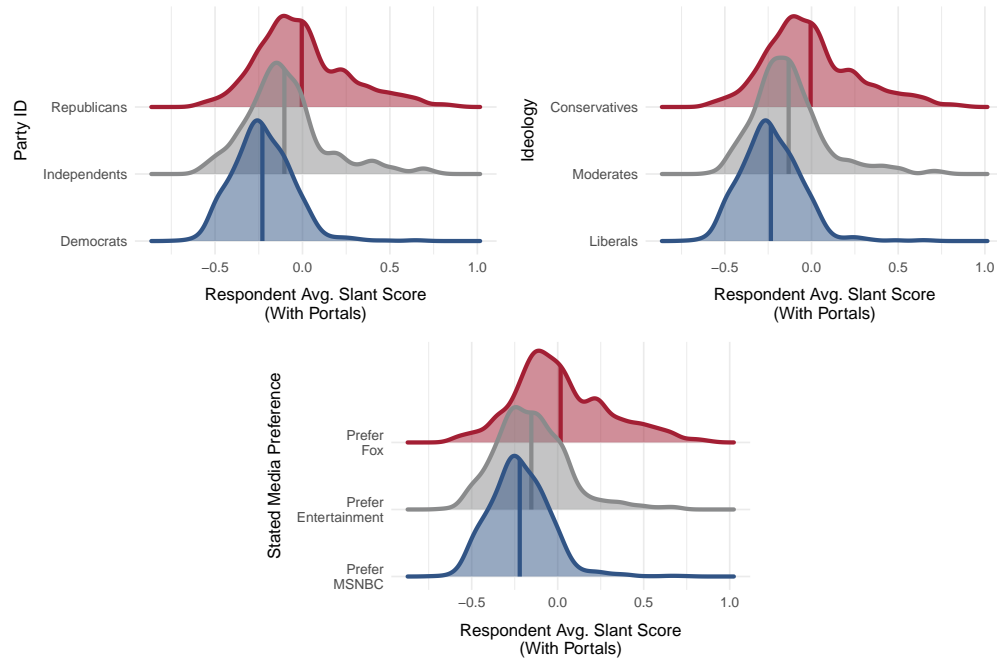 Party ID
Republicans
Independents
Democrats
−0.5 0.0 0.5 1.0
Respondent Avg. Slant Score
(With Portals)
Ideology
Conservatives
Moderates
Liberals
−0.5 0.0 0.5 1.0
Respondent Avg. Slant Score
(With Portals)
Stated Media Preference
Prefer
Fox
Prefer
Entertainment
Prefer
MSNBC
−0.5 0.0 0.5 1.0
Respondent Avg. Slant Score
(With Portals)